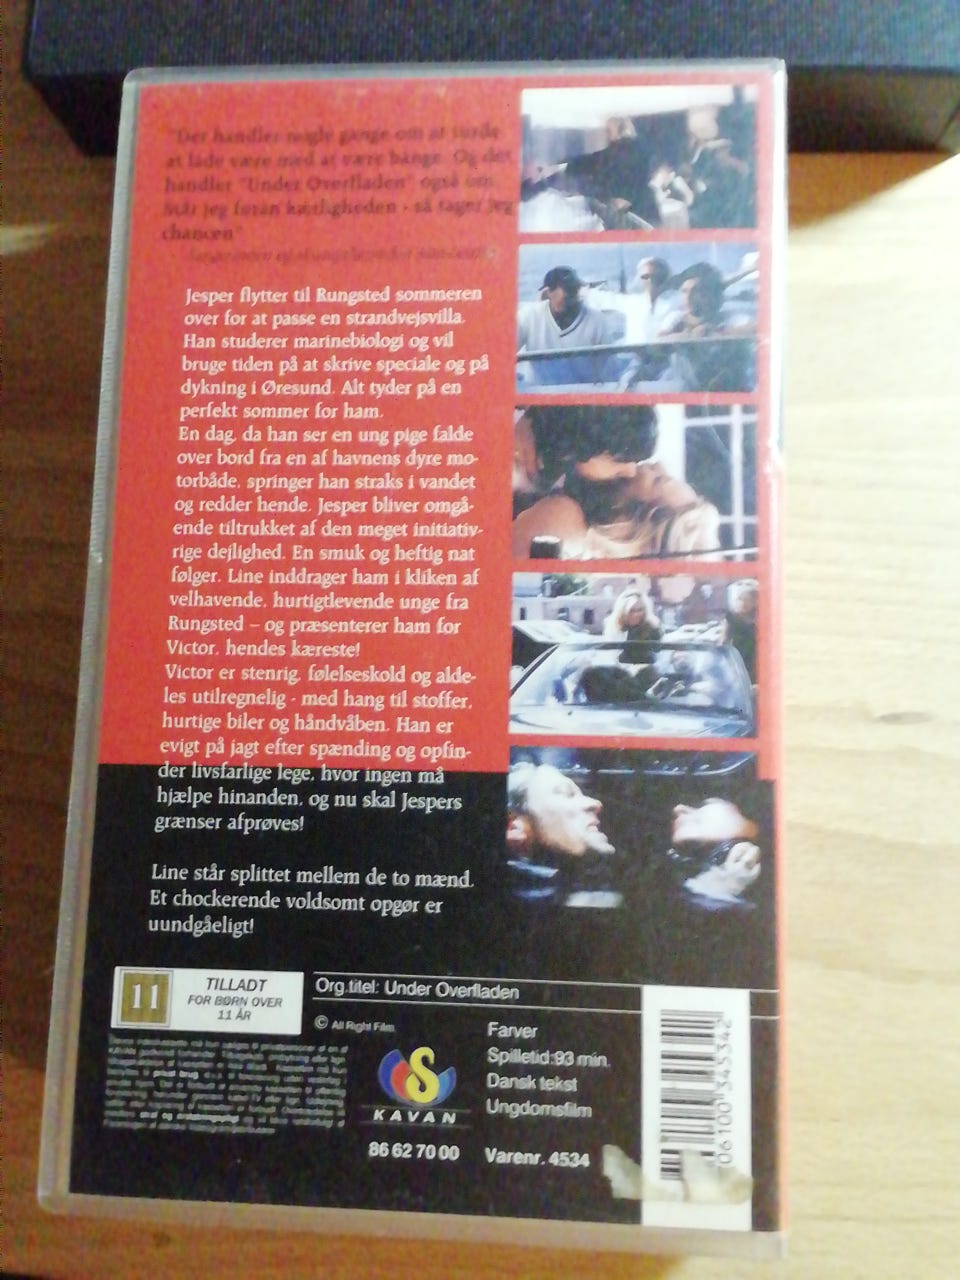 "Det handler nogle gange om at turde
at lade være med at være bange. Og det
handler "Under Overfladen" også om.
Står jeg foran kærligheden - så tager jeg
chancen"
Jesper flytter til Rungsted sommeren
over for at passe en strandvejsvilla.
Han studerer marinebiologi og vil
bruge tiden på at skrive speciale og på
dykning i Øresund. Alt tyder på en
perfekt sommer for ham.
En dag, da han ser en ung pige falde
over bord fra en af havnens dyre mo-
torbåde, springer han straks i vandet
og redder hende. Jesper bliver omgå-
ende tiltrukket af den meget initiativ-
rige dejlighed. En smuk og heftig nat
følger. Line inddrager ham i kliken af
velhavende, hurtigtlevende unge fra
Rungsted – og præsenterer ham for
Victor, hendes kæreste!
Victor er stenrig, følelseskold og alde-
les utilregnelig - med hang til stoffer,
hurtige biler og håndvåben. Han er
evigt på jagt efter spænding og opfin-
der livsfarlige lege, hvor ingen må
hjælpe hinanden, og nu skal Jespers
grænser afprøves!
Line står splittet mellem de to mænd.
Et chockerende voldsomt opgør er
uundgåeligt!
11
TILLADT
FOR BØRN OVER
11 ÅR
Org.titel: Under Overfladen
© All Right Film
Farver
Spilletid:93 min.
Dansk tekst
Ungdomsfilm
S
KAVAN
86 62 70 00
Varenr. 4534
06100 345342